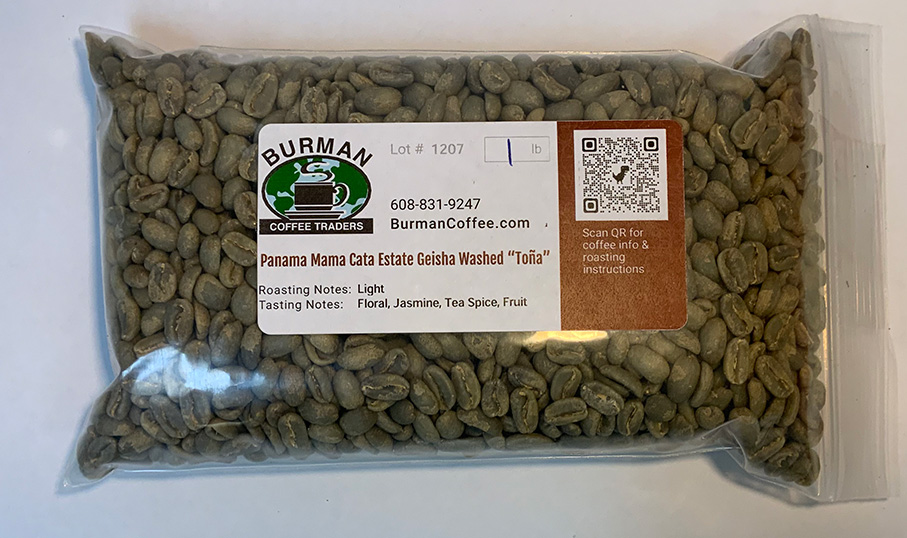 BURMAN
COFFEE TRADERS
Lot # 1207
1 lb
608-831-9247
BurmanCoffee.com
Panama Mama Cata Estate Geisha Washed “Toña”
Roasting Notes: Light
Tasting Notes: Floral, Jasmine, Tea Spice, Fruit
Scan QR for
coffee info &
roasting
instructions